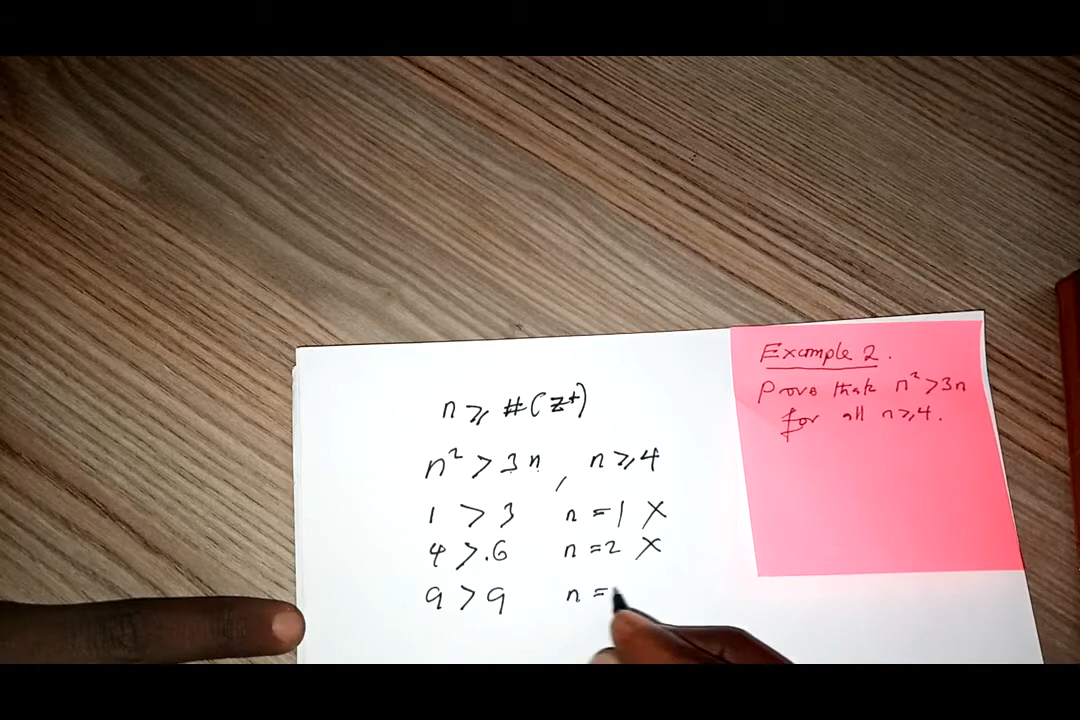 n ⩾ # (z+)
n² > 3n , n ⩾ 4
1 > 3 n = 1 X
4 > .6 n = 2 X
9 > 9 n =
Example 2.
Prove that n² > 3n
for all n ⩾ 4.